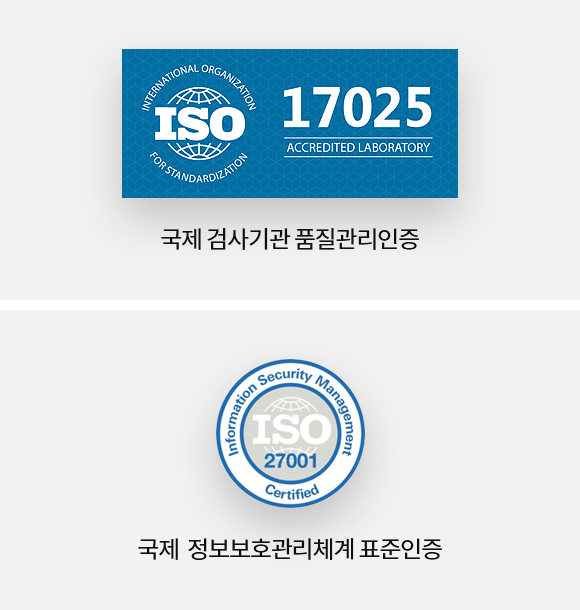 INTERNATIONAL ORGANIZATION
ISO
FOR STANDARDIZATION
17025
ACCREDITED LABORATORY
국제 검사기관 품질관리인증
Information Security Management
ISO
27001
Certified
국제 정보보호관리체계 표준인증